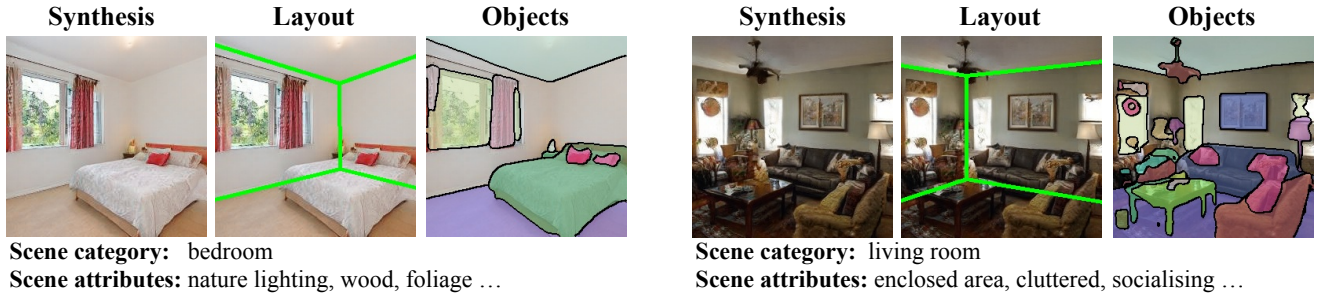 Synthesis Layout Objects
Scene category: bedroom
Scene attributes: nature lighting, wood, foliage …
Synthesis Layout Objects
Scene category: living room
Scene attributes: enclosed area, cluttered, socialising …